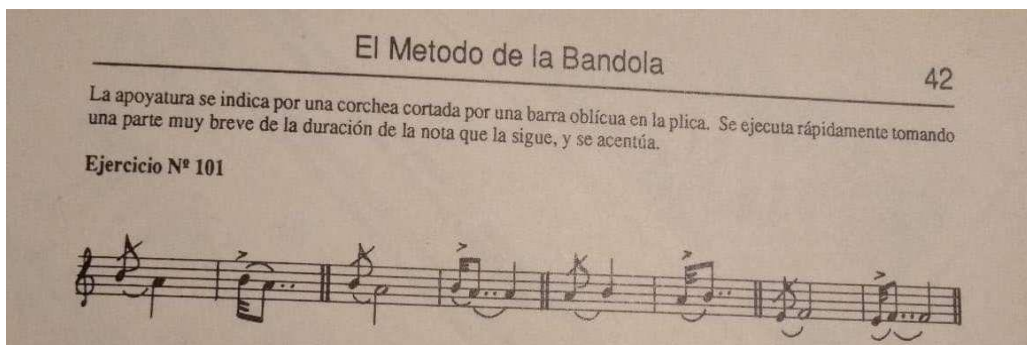 El Metodo de la Bandola
42
La apoyatura se indica por una corchea cortada por una barra oblícua en la plica. Se ejecuta rápidamente tomando
una parte muy breve de la duración de la nota que la sigue, y se acentúa.
Ejercicio Nº 101